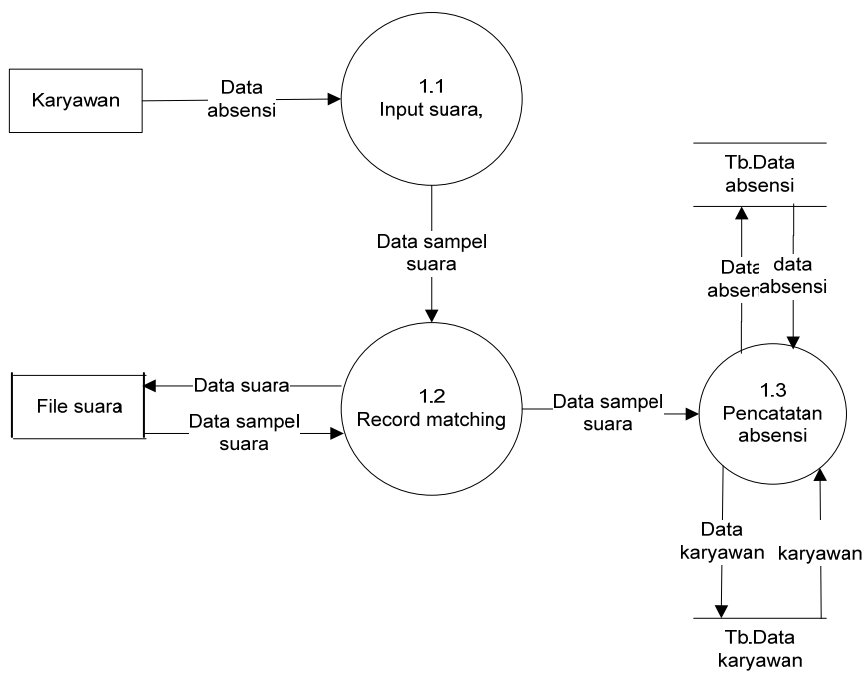 Karyawan
Data
absensi
1.1
Input suara,
Data sampel
suara
Tb.Data
absensi
Data
absensi
data
absensi
File suara
Data suara
Data sampel
suara
1.2
Record matching
Data sampel
suara
1.3
Pencatatan
absensi
Data
karyawan
karyawan
Tb.Data
karyawan